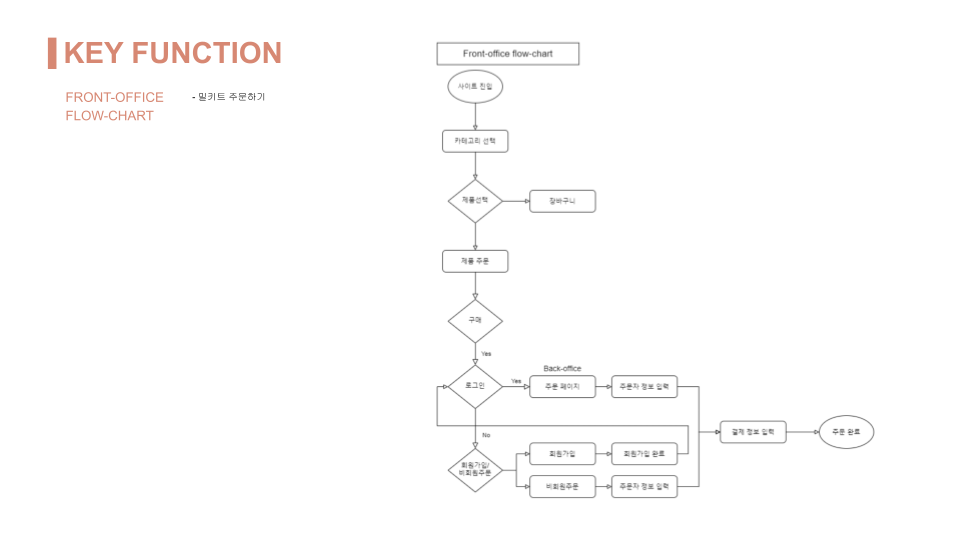 KEY FUNCTION
FRONT-OFFICE
FLOW-CHART
- 밀키트 주문하기
Front-office flow-chart
사이트 진입
카테고리 선택
제품선택
장바구니
제품 주문
구매
Yes
Back-office
로그인
Yes
주문 페이지
주문자 정보 입력
No
결제 정보 입력
주문 완료
회원가입/
비회원주문
회원가입
회원가입 완료
비회원주문
주문자 정보 입력